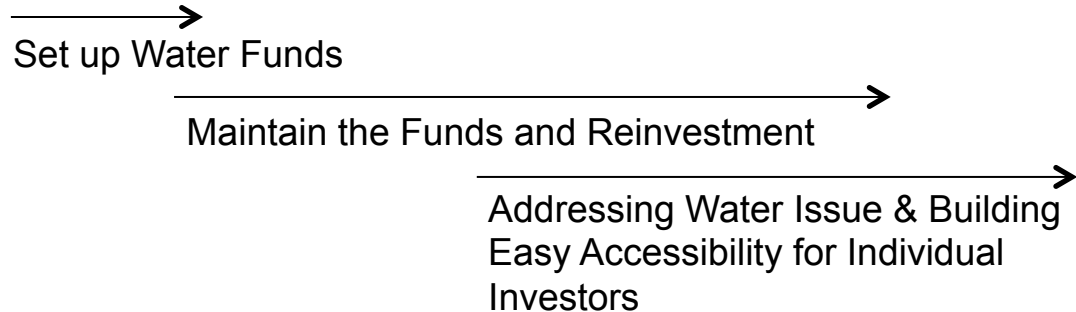 Set up Water Funds
Maintain the Funds and Reinvestment
Addressing Water Issue & Building
Easy Accessibility for Individual
Investors